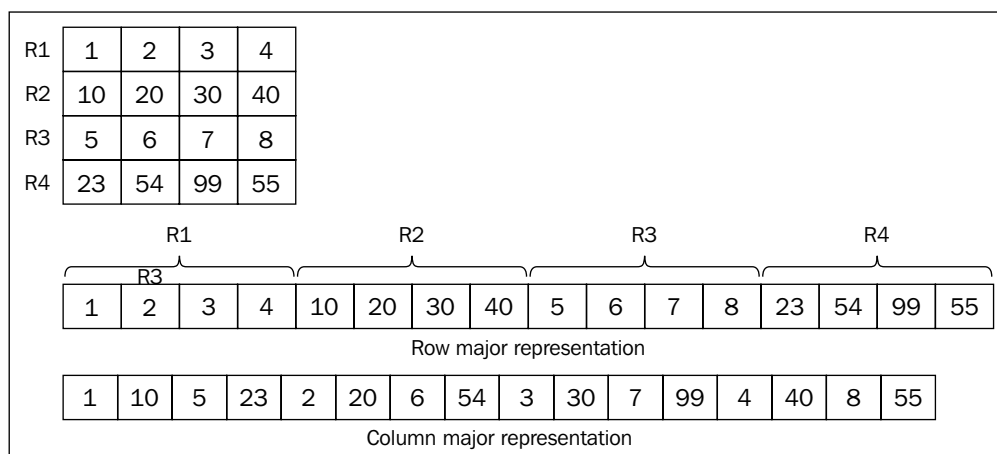 R1 1 2 3 4
R2 10 20 30 40
R3 5 6 7 8
R4 23 54 99 55
R1 R2 R3 R4
R3
1 2 3 4 10 20 30 40 5 6 7 8 23 54 99 55
Row major representation
1 10 5 23 2 20 6 54 3 30 7 99 4 40 8 55
Column major representation